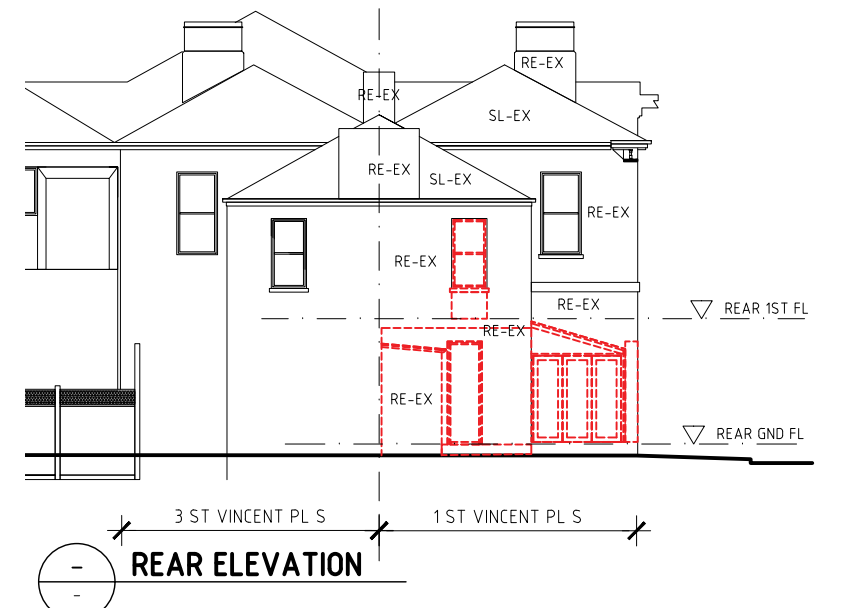 RE-EX
RE-EX
SL-EX
RE-EX
SL-EX
RE-EX
RE-EX
RE-EX
REAR 1ST FL
RE-EX
RE-EX
REAR GND FL
3 ST VINCENT PL S
1 ST VINCENT PL S
REAR ELEVATION